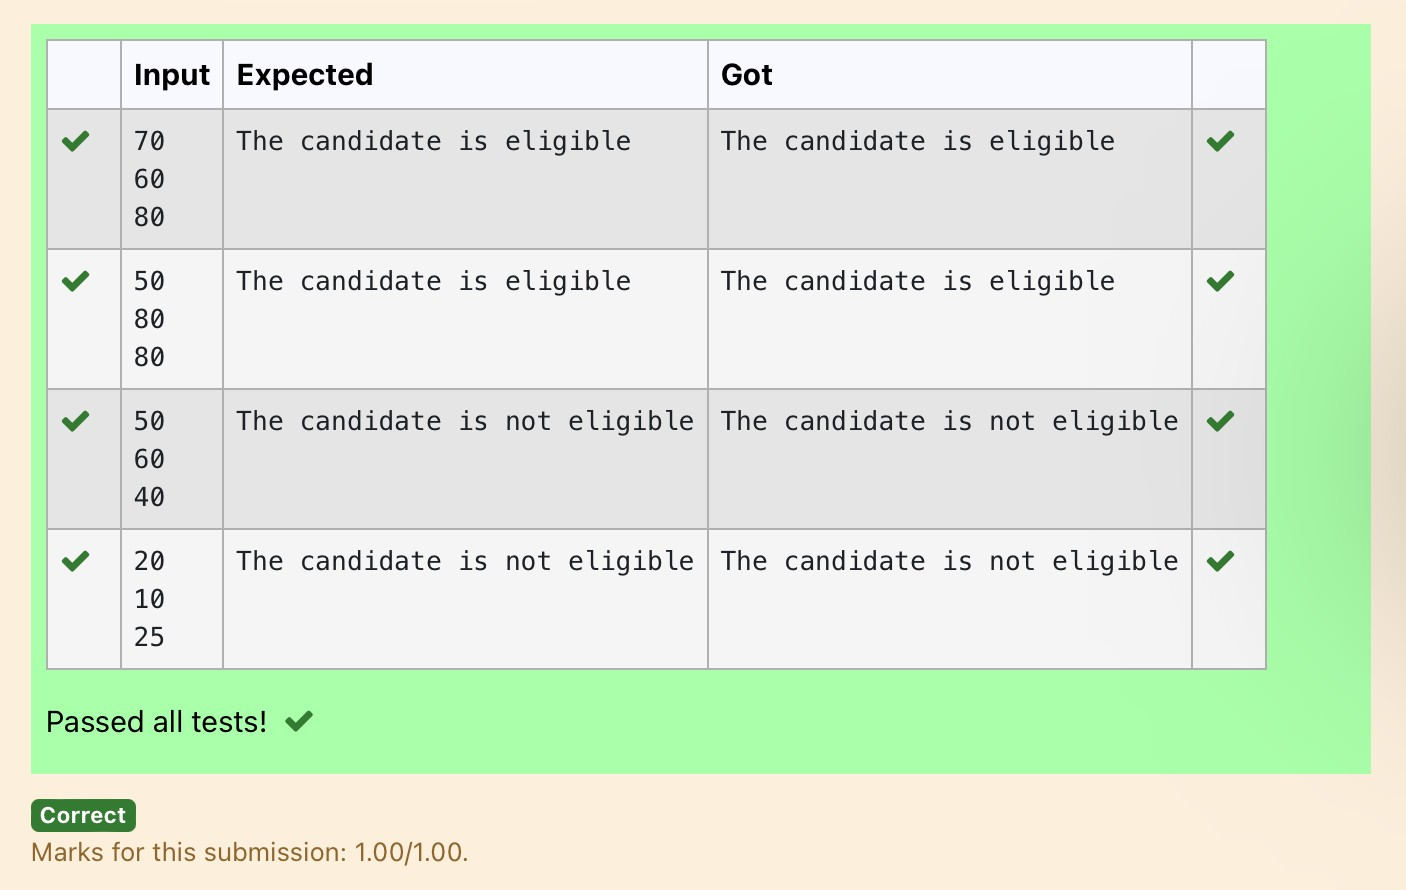 Input Expected Got
70 The candidate is eligible The candidate is eligible
60
80
50 The candidate is eligible The candidate is eligible
80
80
50 The candidate is not eligible The candidate is not eligible
60
40
20 The candidate is not eligible The candidate is not eligible
10
25
Passed all tests!
Correct
Marks for this submission: 1.00/1.00.